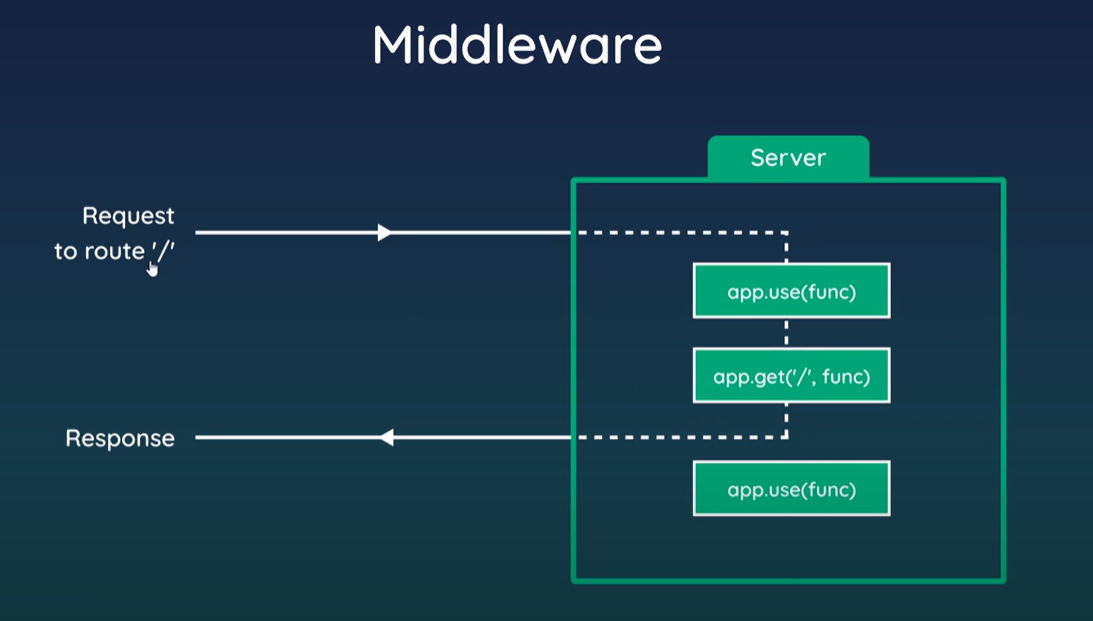 Middleware
Server
Request
to route '/'
app.use(func)
app.get('/', func)
Response
app.use(func)